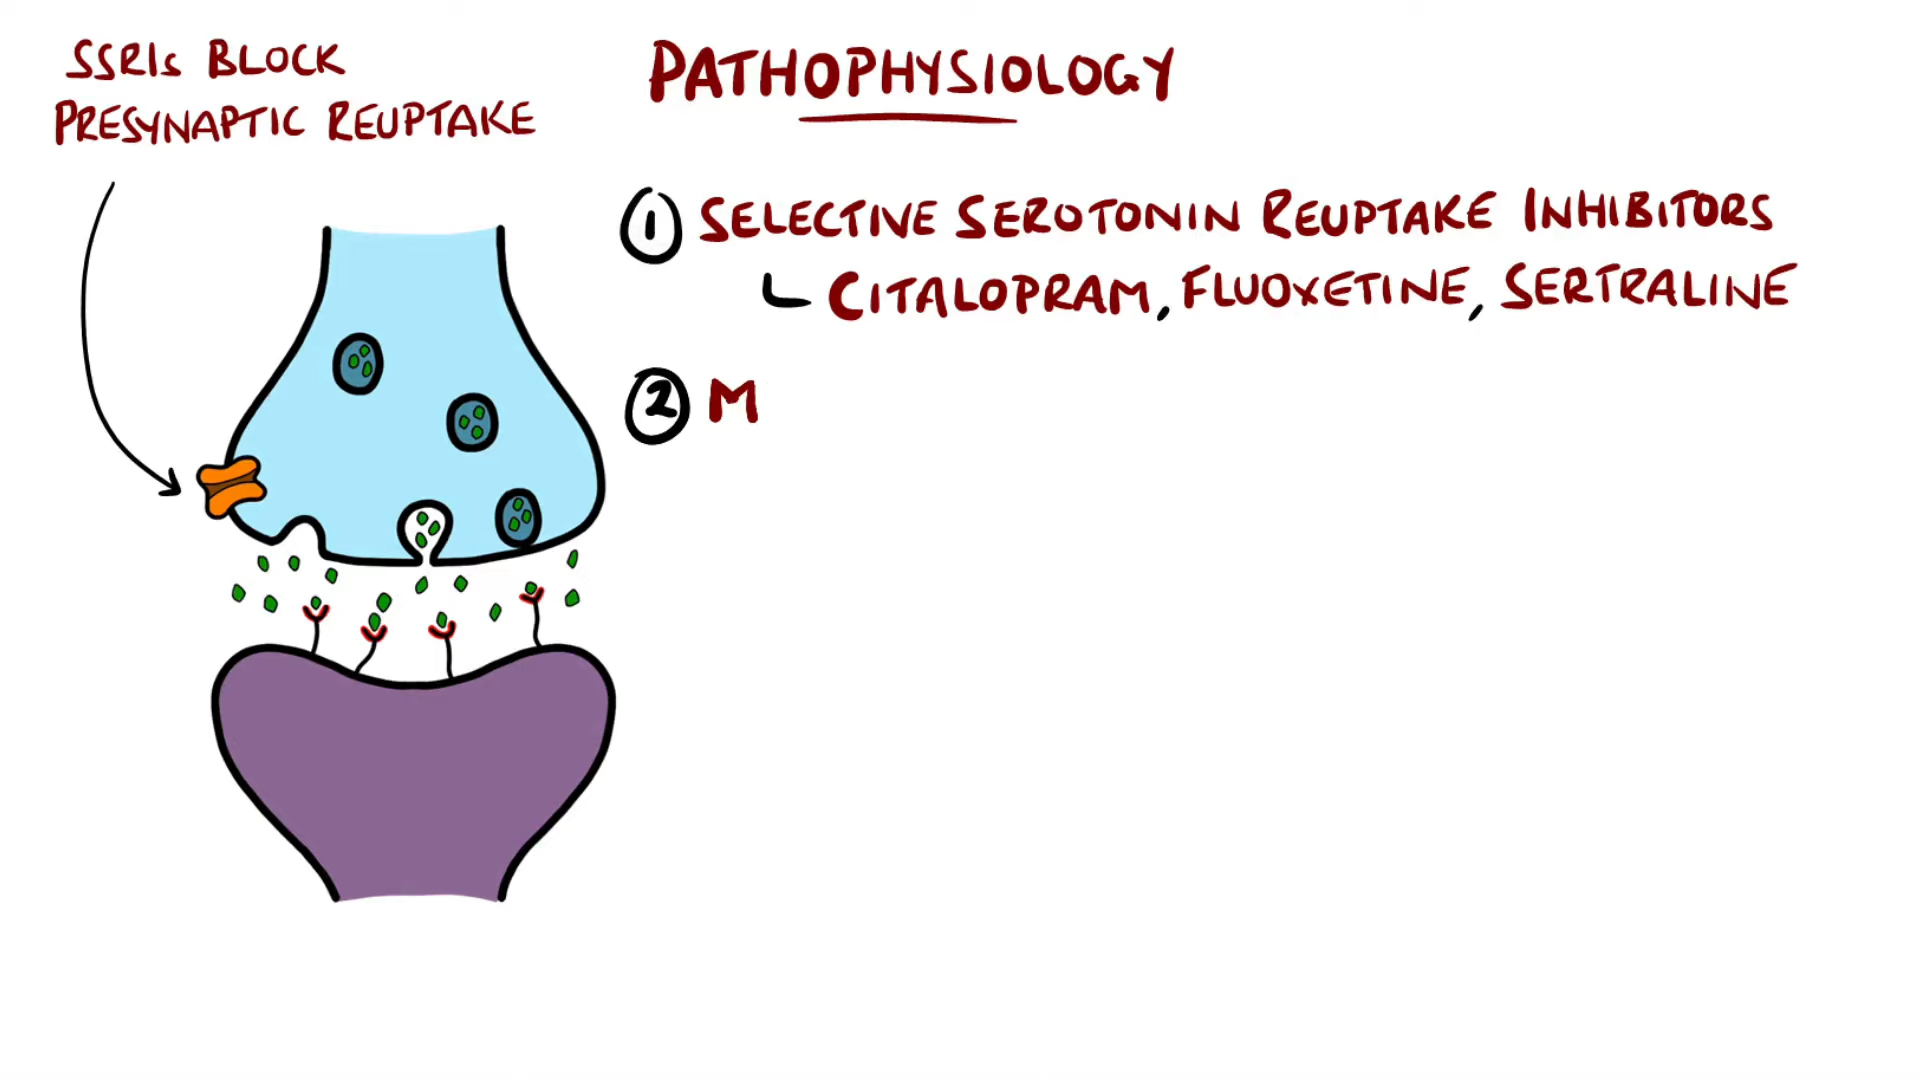 SSRIs BLOCK
PRESYNAPTIC REUPTAKE
PATHOPHYSIOLOGY
1 SELECTIVE SEROTONIN REUPTAKE INHIBITORS
CITALOPRAM, FLUOXETINE, SERTRALINE
2 M